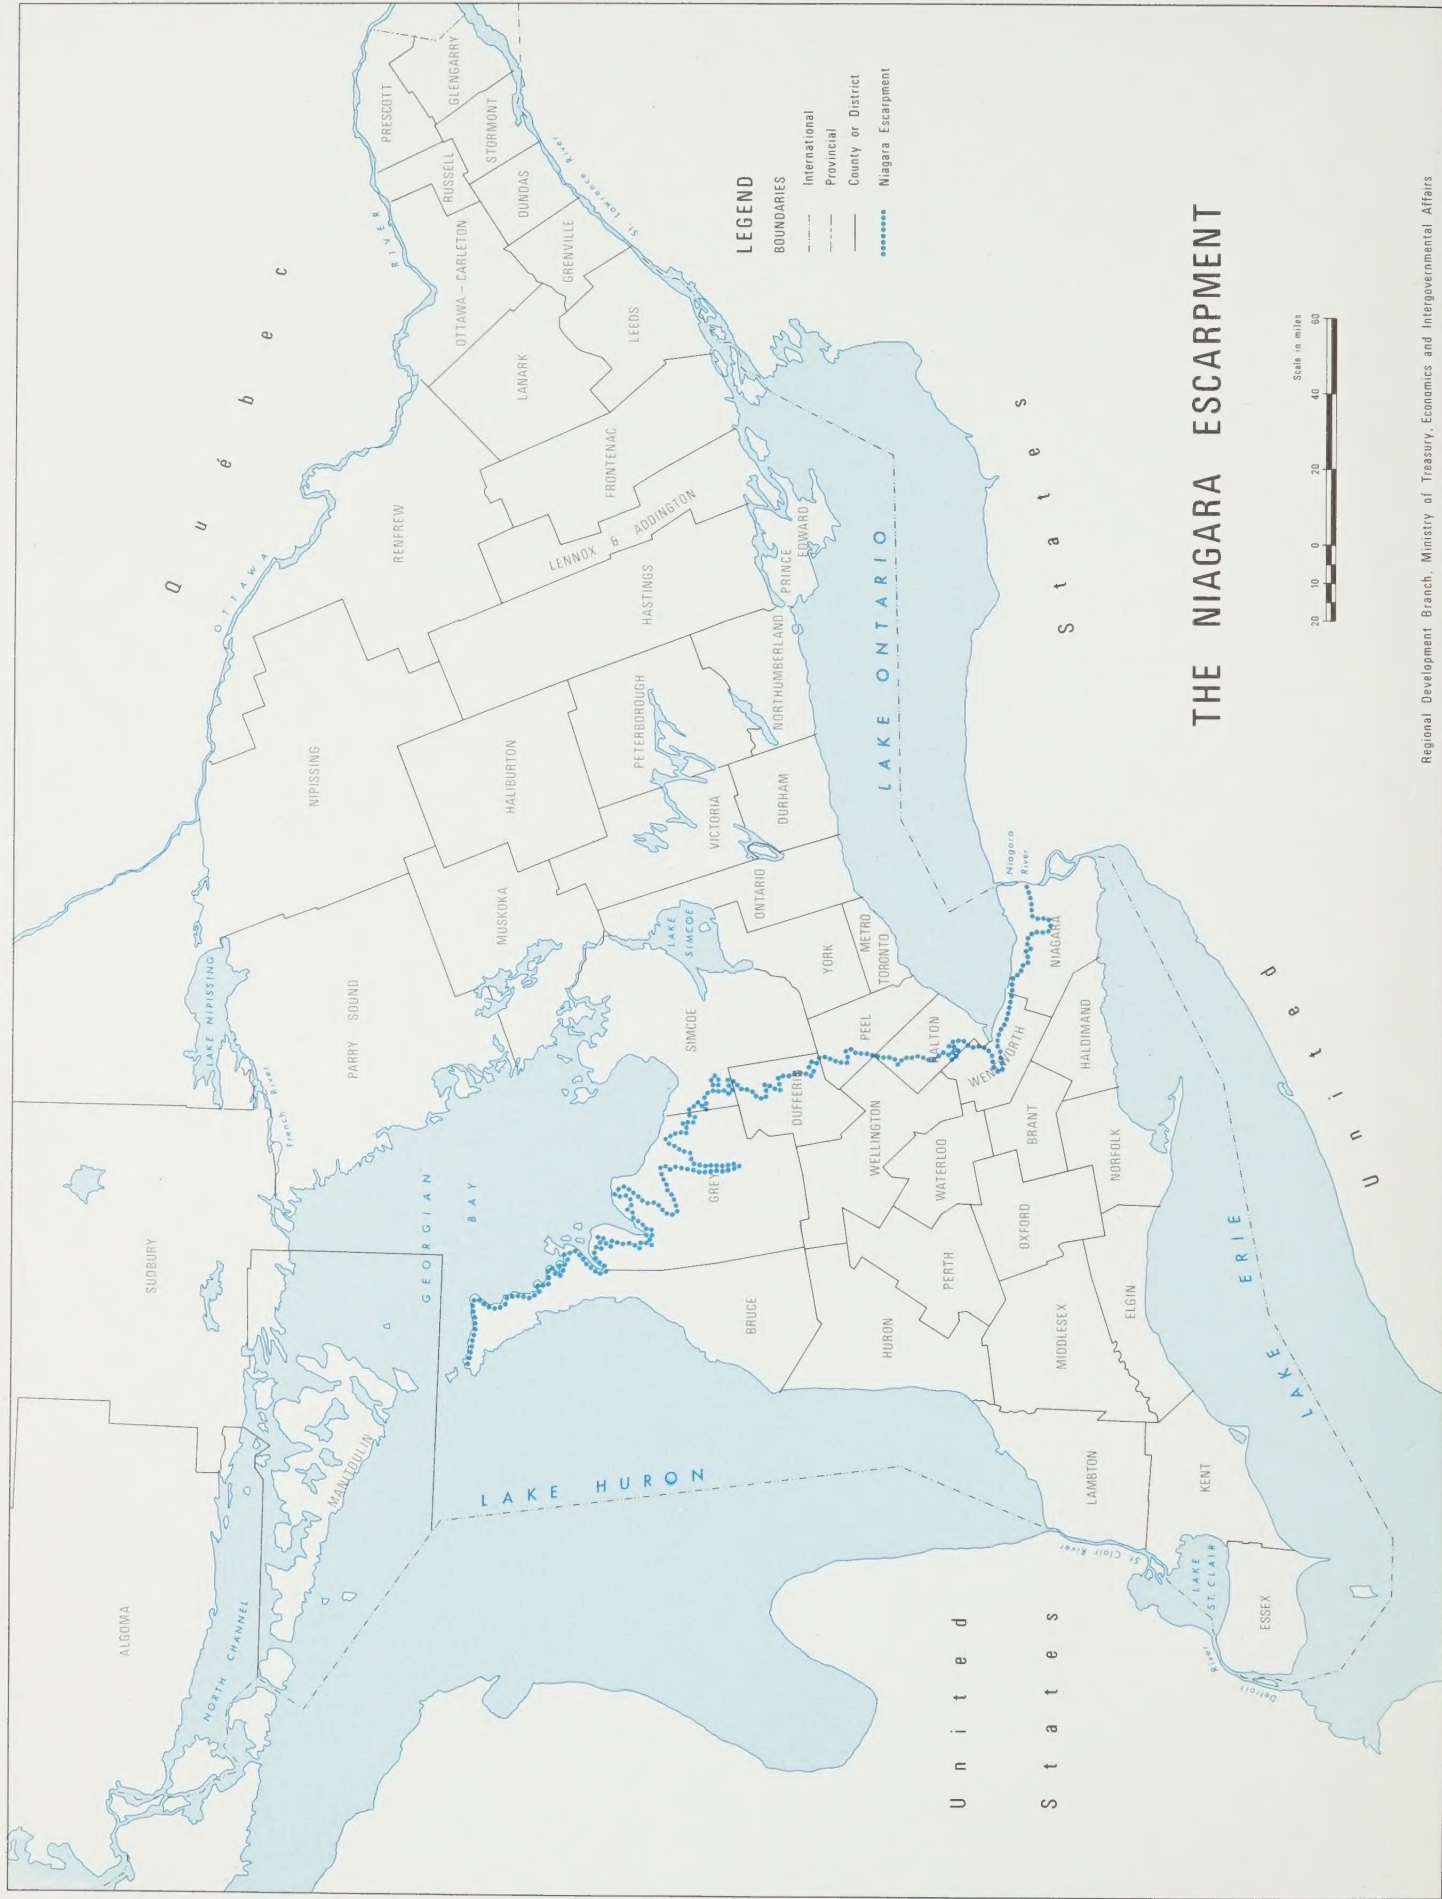 Québec
OTTAWA
RIVER
PRESCOTT
GLENGARRY
RUSSELL
STORMONT
DUNDAS
OTTAWA – CARLETON
GRENVILLE
LANARK
LEEDS
St. Lawrence River
RENFREW
FRONTENAC
LENNOX & ADDINGTON
HASTINGS
PRINCE
EDWARD
NIPISSING
HALIBURTON
PETERBOROUGH
NORTHUMBERLAND
VICTORIA
DURHAM
MUSKOKA
ONTARIO
LAKE
SIMCOE
YORK
METRO
TORONTO
LAKE NIPISSING
French River
PARRY SOUND
SIMCOE
PEEL
HALTON
WENTWORTH
NIAGARA
Niagara
River
HALDIMAND
SUDBURY
GEORGIAN
BAY
DUFFERIN
GREY
WELLINGTON
WATERLOO
BRANT
NORFOLK
OXFORD
PERTH
BRUCE
HURON
MIDDLESEX
ELGIN
ALGOMA
NORTH CHANNEL
MANITOULIN
LAKE HURON
LAMBTON
KENT
ESSEX
St. Clair River
LAKE
ST. CLAIR
Detroit
River
LAKE ONTARIO
LAKE ERIE
United
States
United
States
LEGEND
BOUNDARIES
International
Provincial
County or District
Niagara Escarpment
THE NIAGARA ESCARPMENT
Scale in miles
20 10 0 20 40 60
Regional Development Branch, Ministry of Treasury, Economics and Intergovernmental Affairs